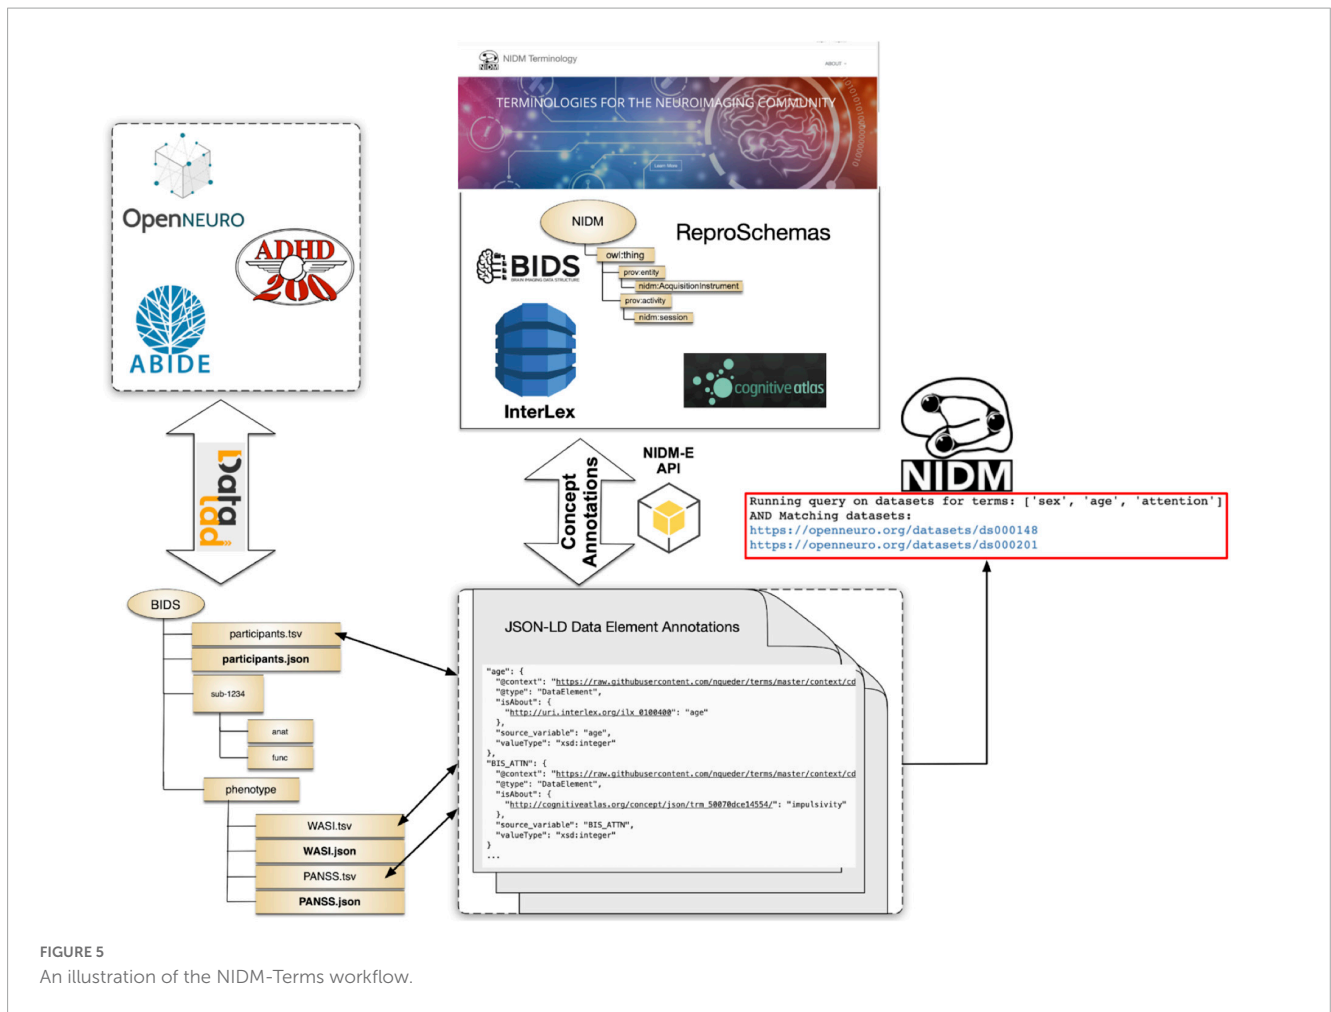 NIDM Terminology
NIDM
ABOUT
TERMINOLOGIES FOR THE NEUROIMAGING COMMUNITY
Learn More
OpenNEURO
ADHD
200
ABIDE
NIDM
ReproSchemas
owl:thing
BIDS
BRAIN IMAGING DATA STRUCTURE
prov:entity
nidm:AcquisitionInstrument
prov:activity
nidm:session
InterLex
cognitive atlas
Data
lad
Concept
Annotations
NIDM-E
API
NIDM
Running query on datasets for terms: ['sex', 'age', 'attention']
AND Matching datasets:
https://openneuro.org/datasets/ds000148
https://openneuro.org/datasets/ds000201
BIDS
participants.tsv
participants.json
sub-1234
anat
func
phenotype
WASI.tsv
WASI.json
PANSS.tsv
PANSS.json
JSON-LD Data Element Annotations
"age": {
"@context": "https://raw.githubusercontent.com/nqueder/terms/master/context/cd
"@type": "DataElement",
"isAbout": {
"http://uri.interlex.org/ilx_0100400": "age"
},
"source_variable": "age",
"valueType": "xsd:integer"
},
"BIS_ATTN": {
"@context": "https://raw.githubusercontent.com/nqueder/terms/master/context/cd
"@type": "DataElement",
"isAbout": {
"http://cognitiveatlas.org/concept/json/trm_50070dce14554/": "impulsivity"
},
"source_variable": "BIS_ATTN",
"valueType": "xsd:integer"
}
...
FIGURE 5
An illustration of the NIDM-Terms workflow.